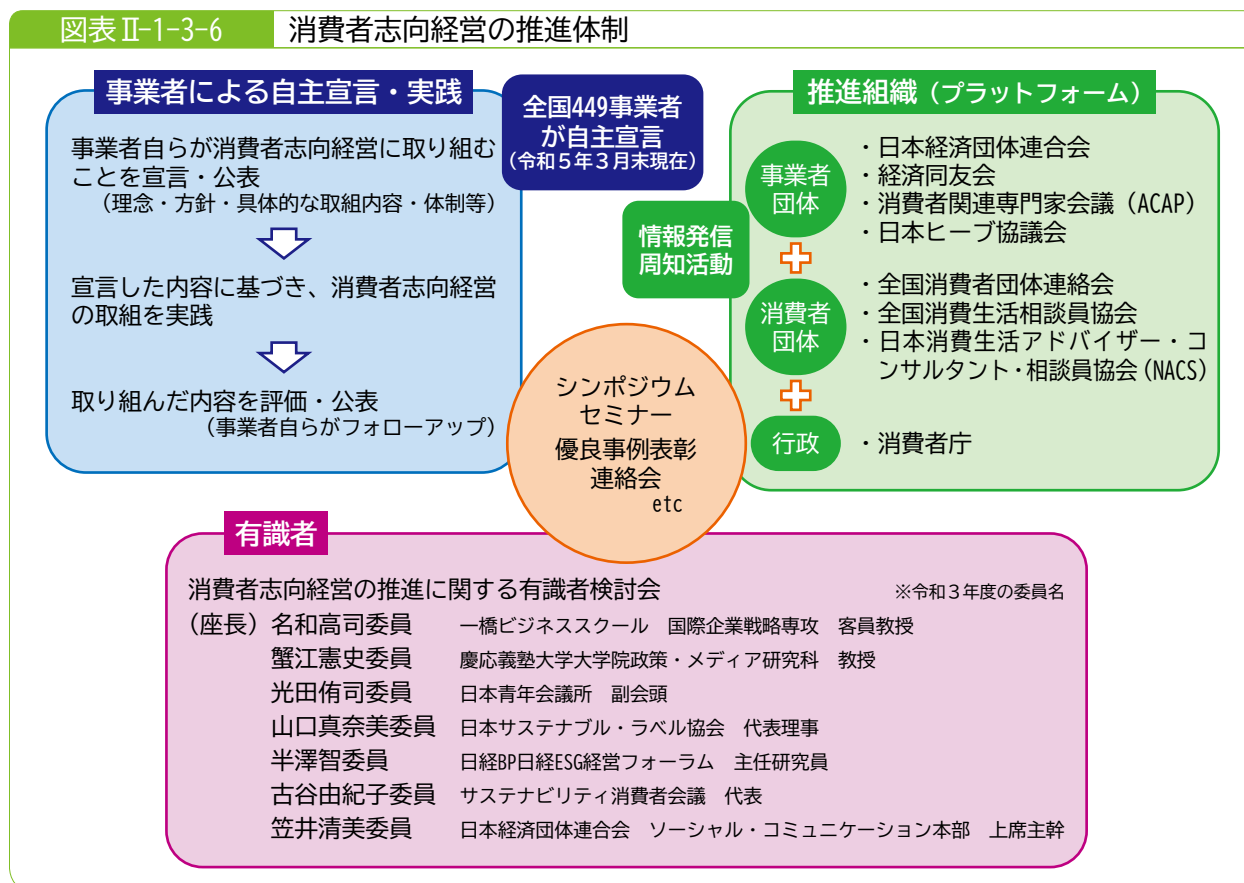 図表Ⅱ-1-3-6 消費者志向経営の推進体制
事業者による自主宣言・実践
事業者自らが消費者志向経営に取り組む
ことを宣言・公表
(理念・方針・具体的な取組内容・体制等)
宣言した内容に基づき、消費者志向経営
の取組を実践
取り組んだ内容を評価・公表
(事業者自らがフォローアップ)
全国449事業者
が自主宣言
(令和5年3月末現在)
情報発信
周知活動
推進組織(プラットフォーム)
事業者
団体
・日本経済団体連合会
・経済同友会
・消費者関連専門家会議(ACAP)
・日本ヒーブ協議会
消費者
団体
・全国消費者団体連絡会
・全国消費生活相談員協会
・日本消費生活アドバイザー・コ
ンサルタント・相談員協会(NACS)
行政
・消費者庁
シンポジウム
セミナー
優良事例表彰
連絡会
etc
有識者
消費者志向経営の推進に関する有識者検討会 ※令和3年度の委員名
(座長)名和高司委員 一橋ビジネススクール 国際企業戦略専攻 客員教授
蟹江憲史委員 慶応義塾大学大学院政策・メディア研究科 教授
光田侑司委員 日本青年会議所 副会頭
山口真奈美委員 日本サステナブル・ラベル協会 代表理事
半澤智委員 日経BP日経ESG経営フォーラム 主任研究員
古谷由紀子委員 サステナビリティ消費者会議 代表
笠井清美委員 日本経済団体連合会 ソーシャル・コミュニケーション本部 上席主幹